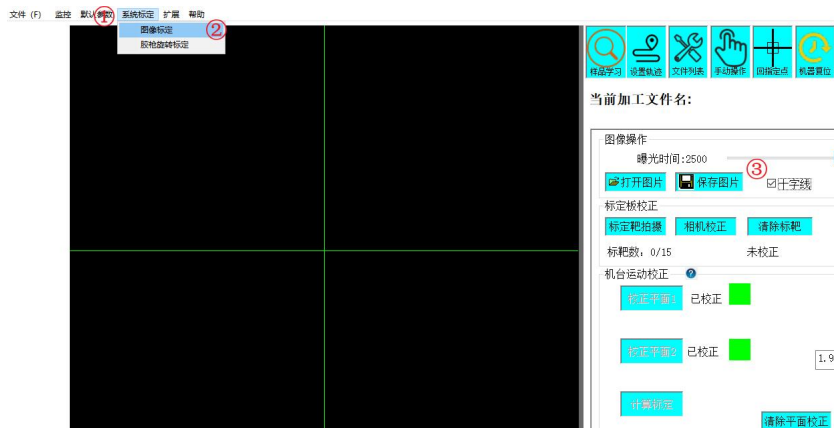 文件 (F) 监控 默认参数 系统标定 扩展 帮助
①
图像标定 ②
胶枪旋转标定
样品学习 设置轨迹 文件列表 手动操作 回指定点 机器复位
当前加工文件名:
图像操作
曝光时间:2500
③
打开图片 保存图片 十字线
标定板校正
标定靶拍摄 相机校正 清除标靶
标靶数: 0/15 未校正
机台运动校正 ?
校正平面1 已校正
校正平面2 已校正
1.9
计算标定
清除平面校正